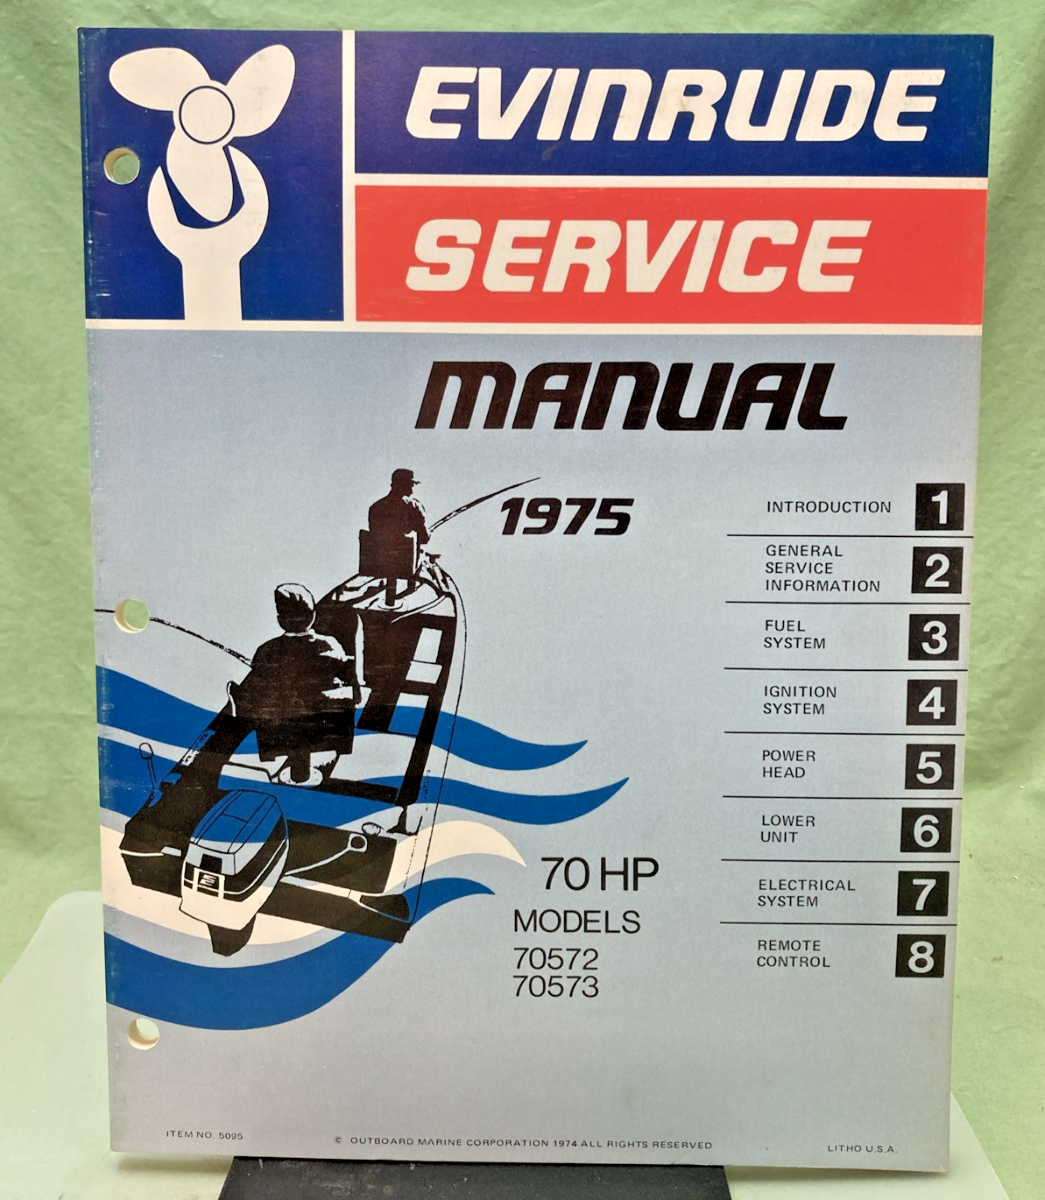 EVINRUDE
SERVICE
MANUAL
1975
INTRODUCTION 1
GENERAL
SERVICE
INFORMATION 2
FUEL
SYSTEM 3
IGNITION
SYSTEM 4
POWER
HEAD 5
LOWER
UNIT 6
ELECTRICAL
SYSTEM 7
REMOTE
CONTROL 8
70 HP
MODELS
70572
70573
ITEM NO. 5095
© OUTBOARD MARINE CORPORATION 1974 ALL RIGHTS RESERVED
LITHO U.S.A.